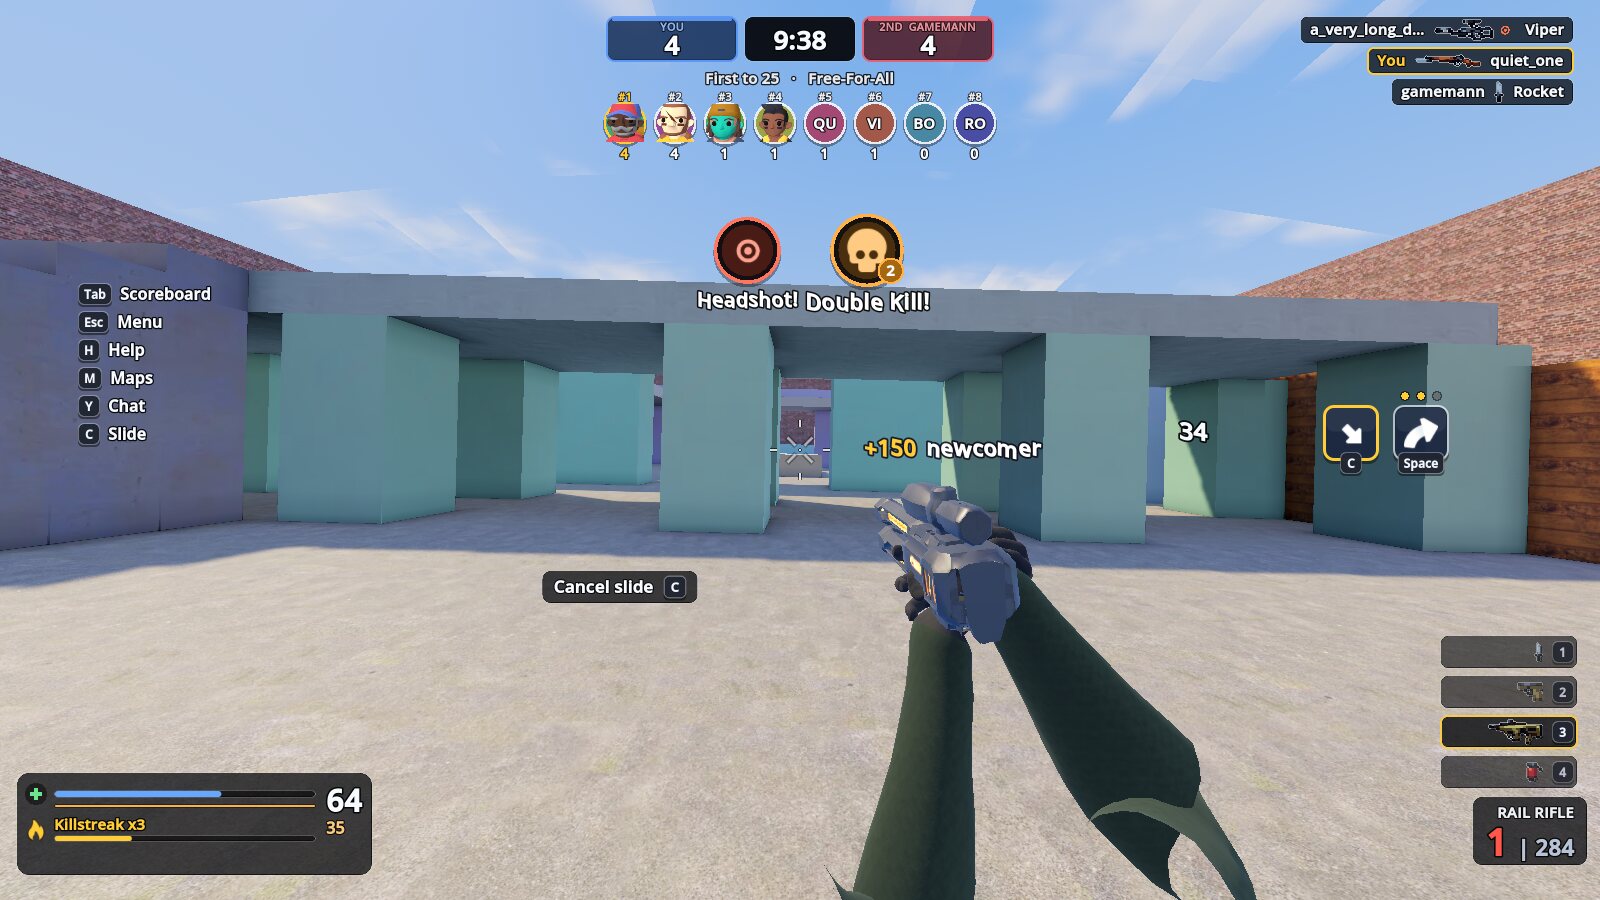 YOU
4
9:38
2ND GAMEMANN
4
First to 25 · Free-For-All
#1 #2 #3 #4 #5 #6 #7 #8
QU VI BO RO
4 4 1 1 1 1 0 0
a_very_long_d... Viper
You quiet_one
gamemann Rocket
2
Headshot! Double Kill!
Tab Scoreboard
Esc Menu
H Help
M Maps
Y Chat
C Slide
+150 newcomer
34
C
Space
Cancel slide C
1
2
3
4
64
Killstreak x3
35
RAIL RIFLE
1 | 284